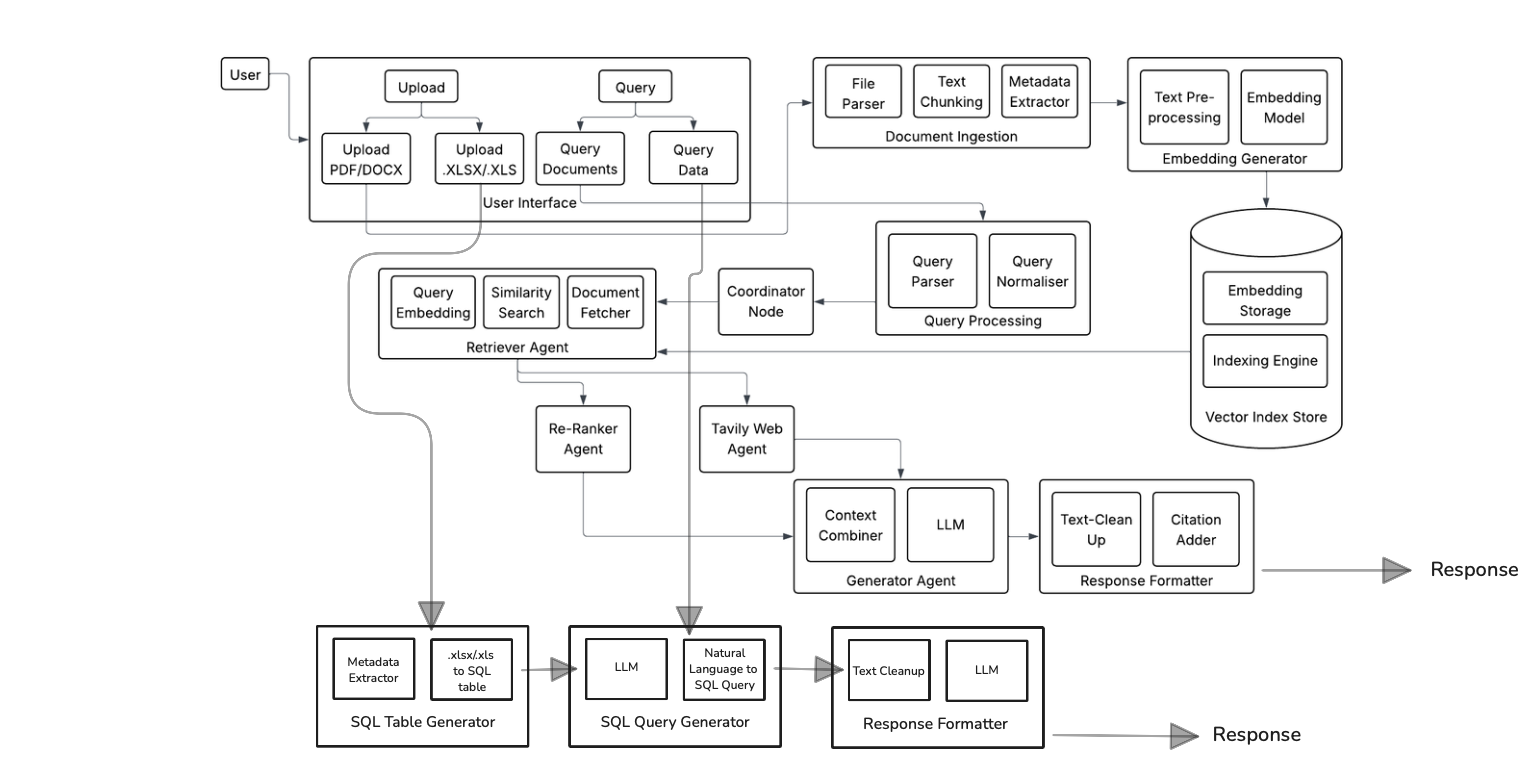 User
Upload
Query
Upload
PDF/DOCX
Upload
.XLSX/.XLS
Query
Documents
Query
Data
User Interface
File
Parser
Text
Chunking
Metadata
Extractor
Document Ingestion
Text Pre-
processing
Embedding
Model
Embedding Generator
Query
Parser
Query
Normaliser
Query Processing
Coordinator
Node
Query
Embedding
Similarity
Search
Document
Fetcher
Retriever Agent
Embedding
Storage
Indexing Engine
Vector Index Store
Re-Ranker
Agent
Tavily Web
Agent
Context
Combiner
LLM
Generator Agent
Text-Clean
Up
Citation
Adder
Response Formatter
Response
Metadata
Extractor
.xlsx/.xls
to SQL
table
SQL Table Generator
LLM
Natural
Language to
SQL Query
SQL Query Generator
Text Cleanup
LLM
Response Formatter
Response